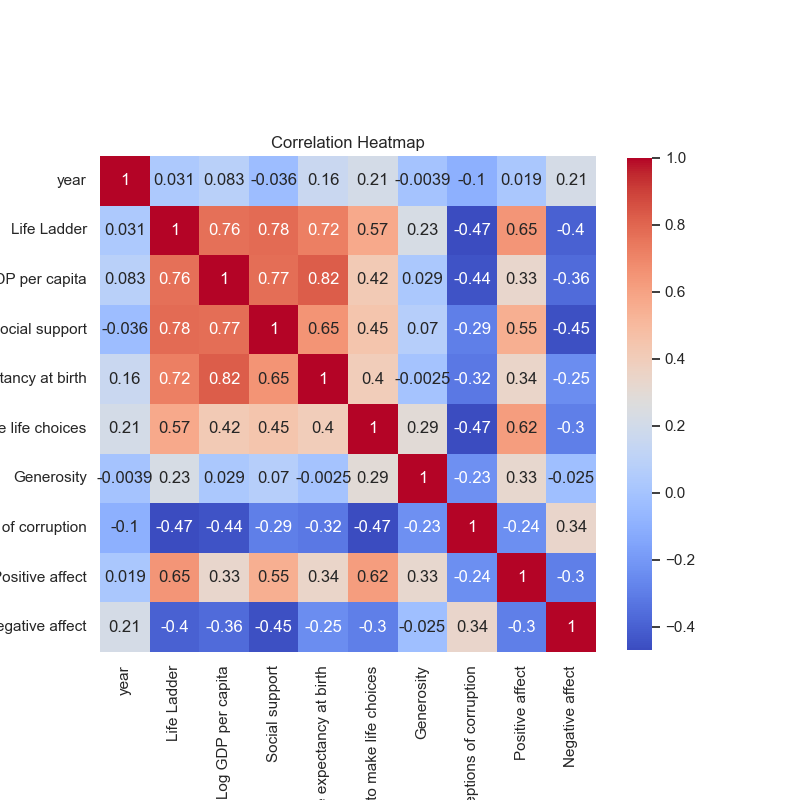 Correlation Heatmap
year 1 0.031 0.083 -0.036 0.16 0.21 -0.0039 -0.1 0.019 0.21
Life Ladder 0.031 1 0.76 0.78 0.72 0.57 0.23 -0.47 0.65 -0.4
per capita 0.083 0.76 1 0.77 0.82 0.42 0.029 -0.44 0.33 -0.36
support -0.036 0.78 0.77 1 0.65 0.45 0.07 -0.29 0.55 -0.45
at birth 0.16 0.72 0.82 0.65 1 0.4 -0.0025 -0.32 0.34 -0.25
life choices 0.21 0.57 0.42 0.45 0.4 1 0.29 -0.47 0.62 -0.3
Generosity -0.0039 0.23 0.029 0.07 -0.0025 0.29 1 -0.23 0.33 -0.025
of corruption -0.1 -0.47 -0.44 -0.29 -0.32 -0.47 -0.23 1 -0.24 0.34
affect 0.019 0.65 0.33 0.55 0.34 0.62 0.33 -0.24 1 -0.3
affect 0.21 -0.4 -0.36 -0.45 -0.25 -0.3 -0.025 0.34 -0.3 1
year
Life Ladder
Log GDP per capita
Social support
expectancy at birth
to make life choices
Generosity
of corruption
Positive affect
Negative affect
1.0
0.8
0.6
0.4
0.2
0.0
−0.2
−0.4